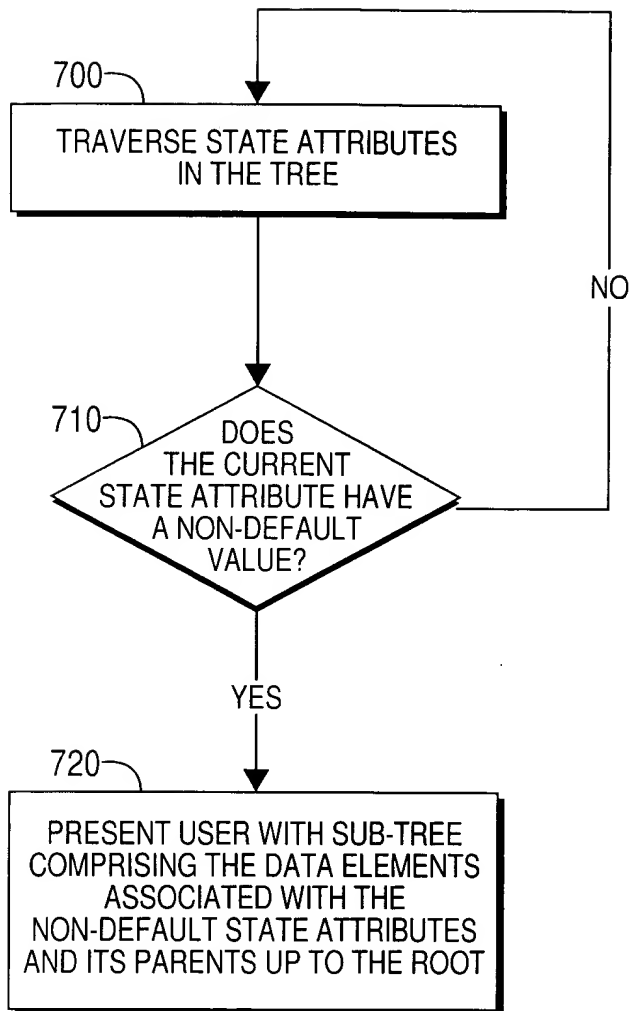 700
TRAVERSE STATE ATTRIBUTES
IN THE TREE
NO
710
DOES
THE CURRENT
STATE ATTRIBUTE HAVE
A NON-DEFAULT
VALUE?
YES
720
PRESENT USER WITH SUB-TREE
COMPRISING THE DATA ELEMENTS
ASSOCIATED WITH THE
NON-DEFAULT STATE ATTRIBUTES
AND ITS PARENTS UP TO THE ROOT